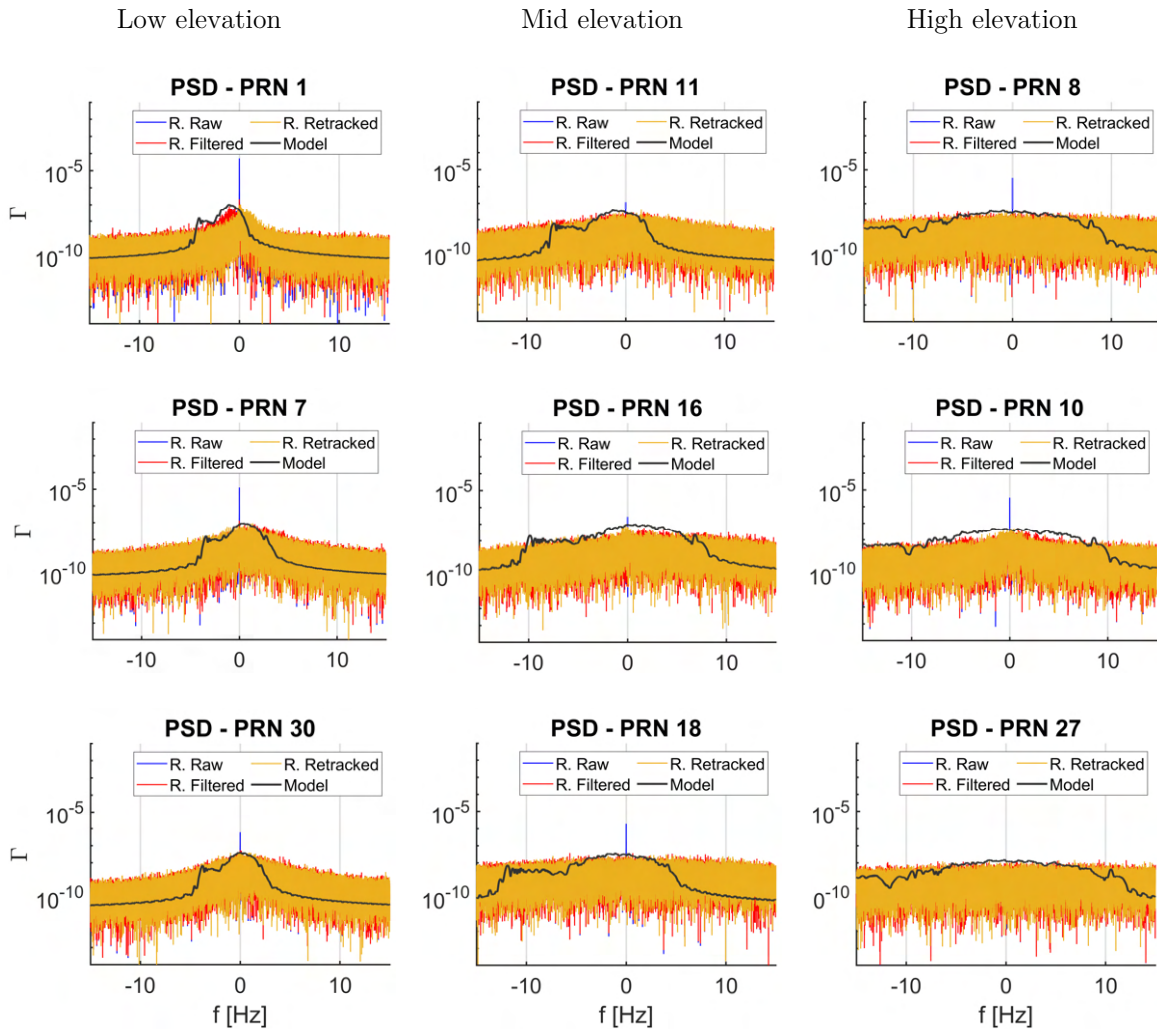 Low elevation Mid elevation High elevation
PSD - PRN 1 PSD - PRN 11 PSD - PRN 8
R. Raw R. Retracked R. Raw R. Retracked R. Raw R. Retracked
R. Filtered Model R. Filtered Model R. Filtered Model
10⁻⁵ 10⁻⁵ 10⁻⁵
Γ
10⁻¹⁰ 10⁻¹⁰ 10⁻¹⁰
-10 0 10 -10 0 10 -10 0 10
PSD - PRN 7 PSD - PRN 16 PSD - PRN 10
R. Raw R. Retracked R. Raw R. Retracked R. Raw R. Retracked
R. Filtered Model R. Filtered Model R. Filtered Model
10⁻⁵ 10⁻⁵ 10⁻⁵
Γ
10⁻¹⁰ 10⁻¹⁰ 10⁻¹⁰
-10 0 10 -10 0 10 -10 0 10
PSD - PRN 30 PSD - PRN 18 PSD - PRN 27
R. Raw R. Retracked R. Raw R. Retracked R. Raw R. Retracked
R. Filtered Model R. Filtered Model R. Filtered Model
10⁻⁵ 10⁻⁵ 10⁻⁵
Γ
10⁻¹⁰ 10⁻¹⁰ 0⁻¹⁰
-10 0 10 -10 0 10 -10 0 10
f [Hz] f [Hz] f [Hz]